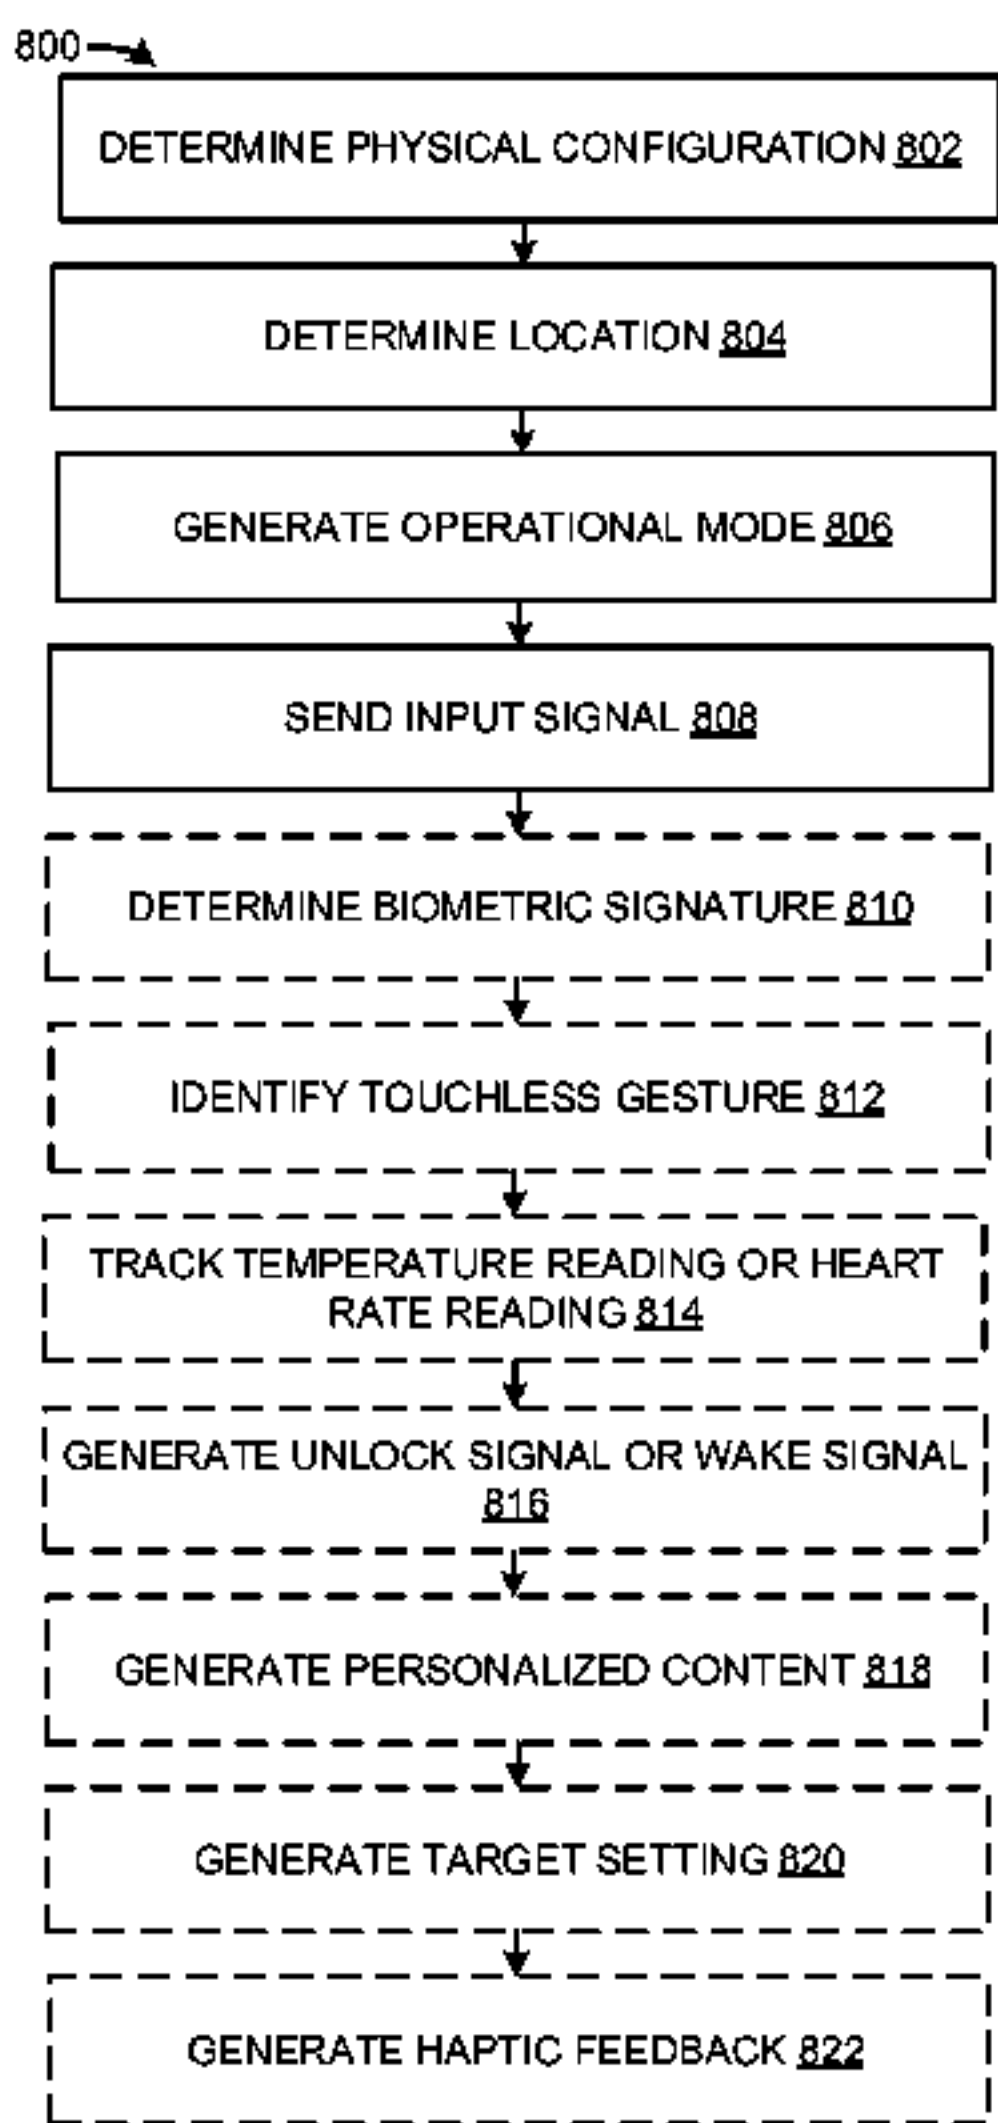 800
DETERMINE PHYSICAL CONFIGURATION 802
DETERMINE LOCATION 804
GENERATE OPERATIONAL MODE 806
SEND INPUT SIGNAL 808
DETERMINE BIOMETRIC SIGNATURE 810
IDENTIFY TOUCHLESS GESTURE 812
TRACK TEMPERATURE READING OR HEART
RATE READING 814
GENERATE UNLOCK SIGNAL OR WAKE SIGNAL
816
GENERATE PERSONALIZED CONTENT 818
GENERATE TARGET SETTING 820
GENERATE HAPTIC FEEDBACK 822